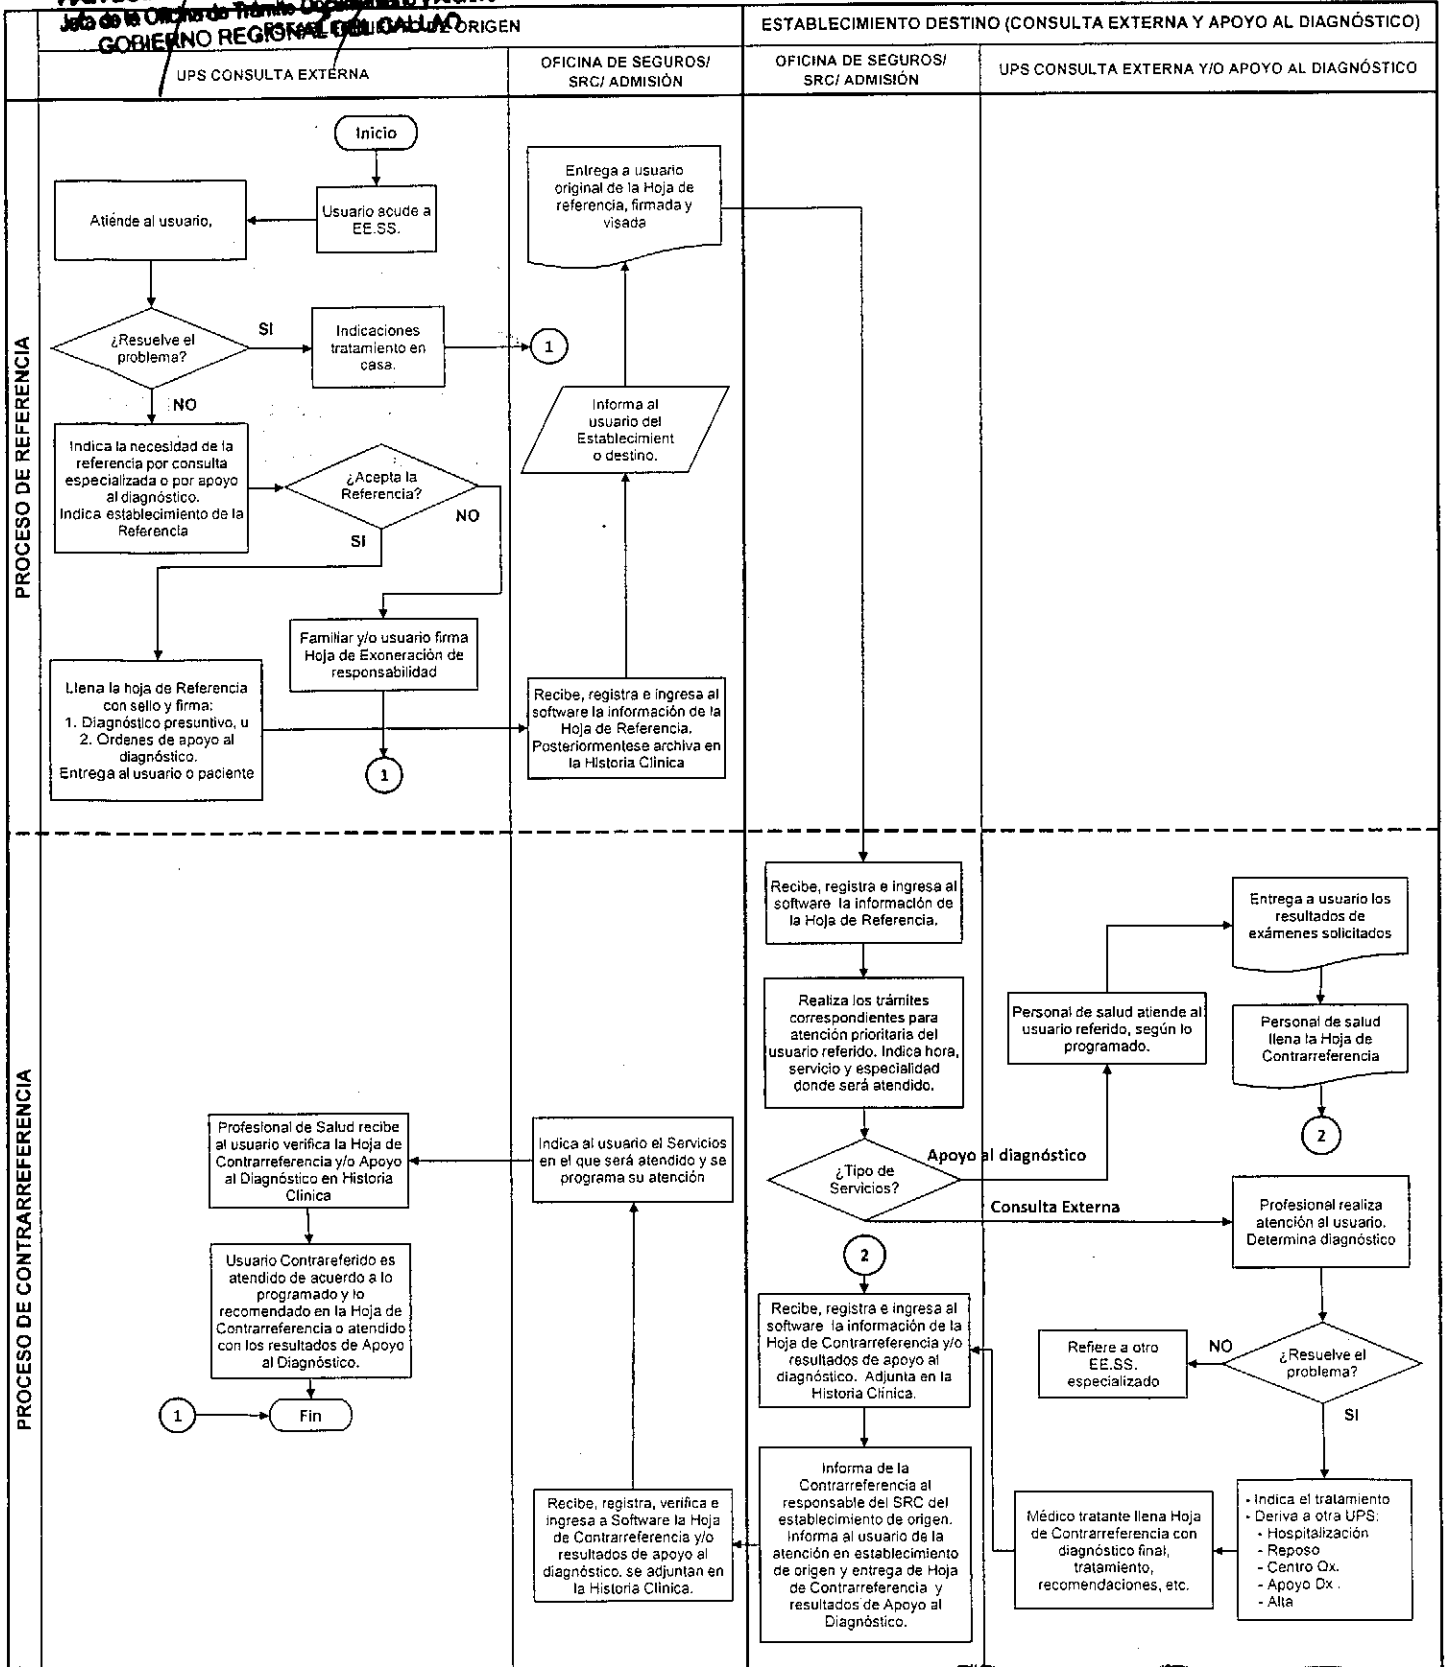 Jefa de la Oficina de Trámite Documentario y Archivo
GOBIERNO REGIONAL DEL CALLAO
DE ORIGEN
ESTABLECIMIENTO DESTINO (CONSULTA EXTERNA Y APOYO AL DIAGNÓSTICO)
UPS CONSULTA EXTERNA
OFICINA DE SEGUROS/
SRC/ ADMISIÓN
OFICINA DE SEGUROS/
SRC/ ADMISIÓN
UPS CONSULTA EXTERNA Y/O APOYO AL DIAGNÓSTICO
PROCESO DE REFERENCIA
Inicio
Usuario acude a
EE.SS.
Atiende al usuario,
¿Resuelve el
problema?
SI
Indicaciones
tratamiento en
casa.
1
NO
Indica la necesidad de la
referencia por consulta
especializada o por apoyo
al diagnóstico.
Indica establecimiento de la
Referencia
¿Acepta la
Referencia?
NO
SI
Familiar y/o usuario firma
Hoja de Exoneración de
responsabilidad
1
Llena la hoja de Referencia
con sello y firma:
1. Diagnóstico presuntivo, u
2. Ordenes de apoyo al
diagnóstico.
Entrega al usuario o paciente
Recibe, registra e ingresa al
software la información de la
Hoja de Referencia.
Posteriormentese archiva en
la Historia Clinica
Informa al
usuario del
Establecimient
o destino.
Entrega a usuario
original de la Hoja de
referencia, firmada y
visada
PROCESO DE CONTRARREFERENCIA
Recibe, registra e ingresa al
software la información de
la Hoja de Referencia.
Realiza los trámites
correspondientes para
atención prioritaria del
usuario referido. Indica hora,
servicio y especialidad
donde será atendido.
¿Tipo de
Servicios?
Apoyo al diagnóstico
Consulta Externa
Personal de salud atiende al
usuario referido, según lo
programado.
Entrega a usuario los
resultados de
exámenes solicitados
Personal de salud
llena la Hoja de
Contrarreferencia
2
Profesional realiza
atención al usuario.
Determina diagnóstico
¿Resuelve el
problema?
NO
Refiere a otro
EE.SS.
especializado
SI
- Indica el tratamiento
- Deriva a otra UPS:
- Hospitalización
- Reposo
- Centro Qx.
- Apoyo Dx .
- Alta
Médico tratante llena Hoja
de Contrarreferencia con
diagnóstico final,
tratamiento,
recomendaciones, etc.
2
Recibe, registra e ingresa al
software la información de la
Hoja de Contrarreferencia y/o
resultados de apoyo al
diagnóstico. Adjunta en la
Historia Clínica.
Informa de la
Contrarreferencia al
responsable del SRC del
establecimiento de origen.
Informa al usuario de la
atención en establecimiento
de origen y entrega de Hoja
de Contrarreferencia y
resultados de Apoyo al
Diagnóstico.
Recibe, registra, verifica e
ingresa a Software la Hoja
de Contrarreferencia y/o
resultados de apoyo al
diagnóstico. se adjuntan en
la Historia Clinica.
Indica al usuario el Servicios
en el que será atendido y se
programa su atención
Profesional de Salud recibe
al usuario verifica la Hoja de
Contrarreferencia y/o Apoyo
al Diagnóstico en Historia
Clinica
Usuario Contrareferido es
atendido de acuerdo a lo
programado y lo
recomendado en la Hoja de
Contrarreferencia o atendido
con los resultados de Apoyo
al Diagnóstico.
1
Fin